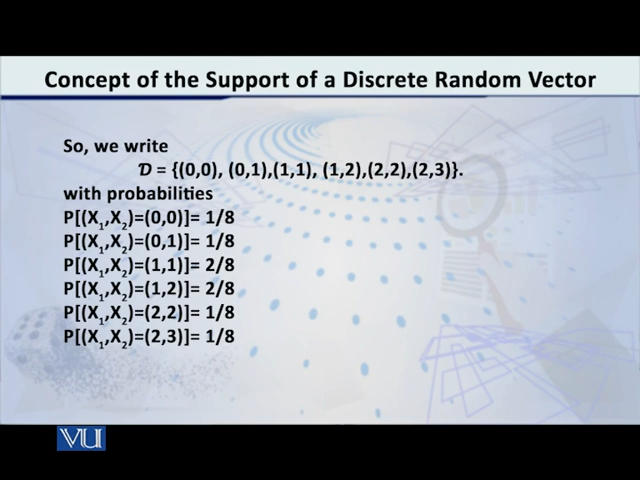 Concept of the Support of a Discrete Random Vector
So, we write
𝓓 = {(0,0), (0,1),(1,1), (1,2),(2,2),(2,3)}.
with probabilities
P[(X₁,X₂)=(0,0)]= 1/8
P[(X₁,X₂)=(0,1)]= 1/8
P[(X₁,X₂)=(1,1)]= 2/8
P[(X₁,X₂)=(1,2)]= 2/8
P[(X₁,X₂)=(2,2)]= 1/8
P[(X₁,X₂)=(2,3)]= 1/8
VU